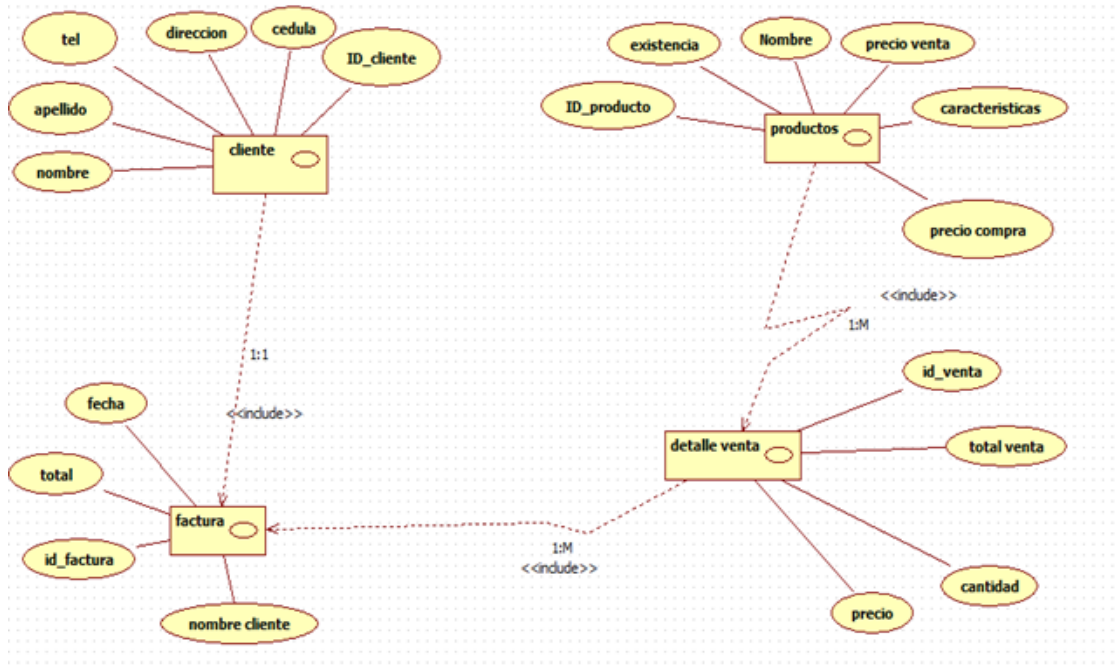 tel
direccion
cedula
ID_cliente
apellido
nombre
cliente
existencia
Nombre
precio venta
ID_producto
caracteristicas
productos
precio compra
<<include>>
1:M
1:1
<<include>>
fecha
total
factura
id_factura
nombre cliente
id_venta
detalle venta
total venta
1:M
<<include>>
cantidad
precio